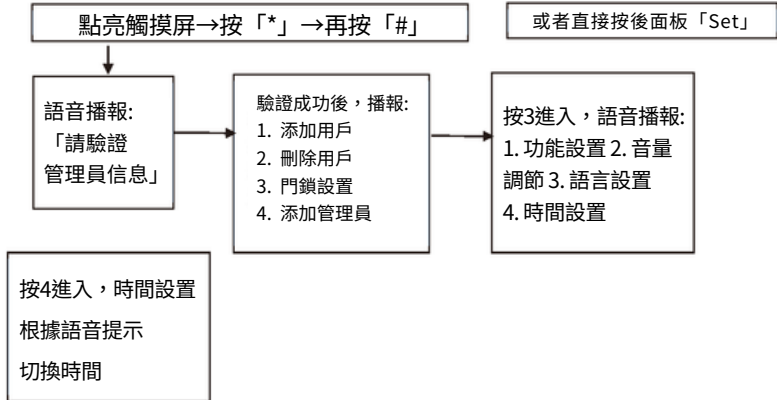 點亮觸摸屏→按「*」→再按「#」
或者直接按後面板「Set」
語音播報:
「請驗證
管理員信息」
驗證成功後，播報:
1. 添加用戶
2. 刪除用戶
3. 門鎖設置
4. 添加管理員
按3進入，語音播報:
1. 功能設置 2. 音量
調節 3. 語言設置
4. 時間設置
按4進入，時間設置
根據語音提示
切換時間